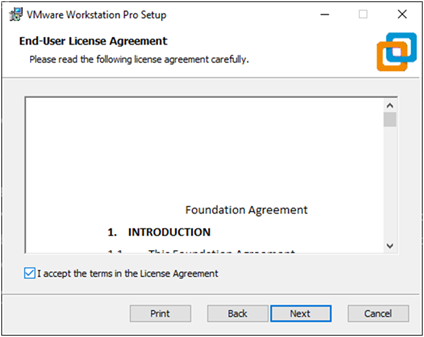 VMware Workstation Pro Setup
End-User License Agreement
Please read the following license agreement carefully.
Foundation Agreement
1. INTRODUCTION
1.1 This Foundation Agreement
I accept the terms in the License Agreement
Print Back Next Cancel